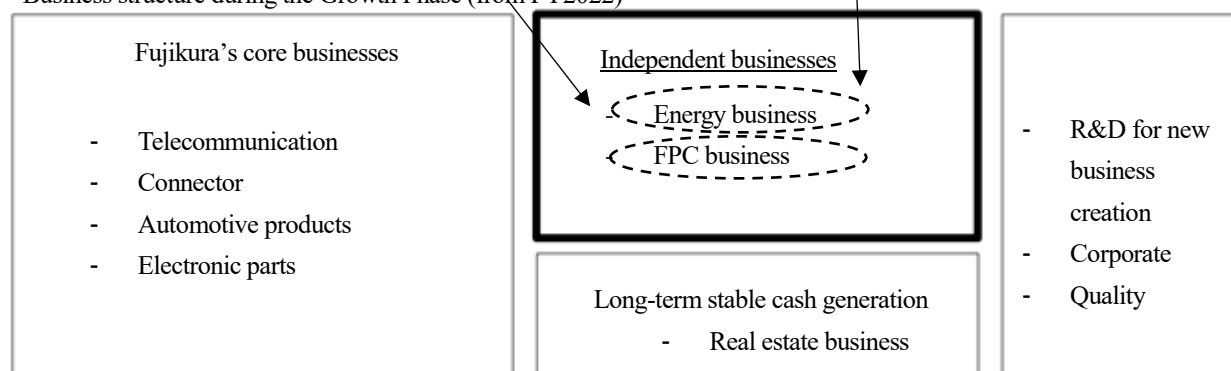 Business structure during the Growth Phase (from FY2022)
Fujikura’s core businesses
- Telecommunication
- Connector
- Automotive products
- Electronic parts
Independent businesses
- Energy business
- FPC business
Long-term stable cash generation
- Real estate business
- R&D for new
business
creation
- Corporate
- Quality